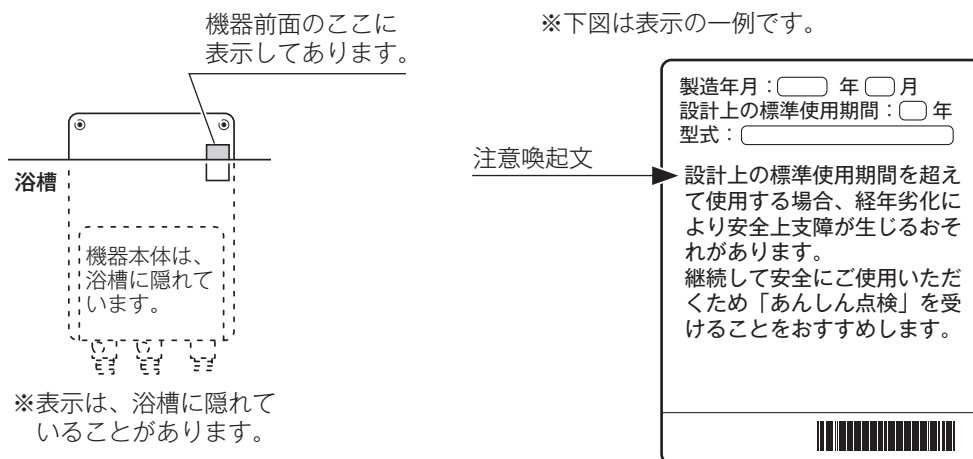 機器前面のここに
表示してあります。
浴槽
機器本体は、
浴槽に隠れて
います。
※表示は、浴槽に隠れて
いることがあります。
※下図は表示の一例です。
注意喚起文
製造年月： 年 月
設計上の標準使用期間： 年
型式：
設計上の標準使用期間を超え
て使用する場合、経年劣化に
より安全上支障が生じるおそ
れがあります。
継続して安全にご使用いただ
くため「あんしん点検」を受
けることをおすすめします。